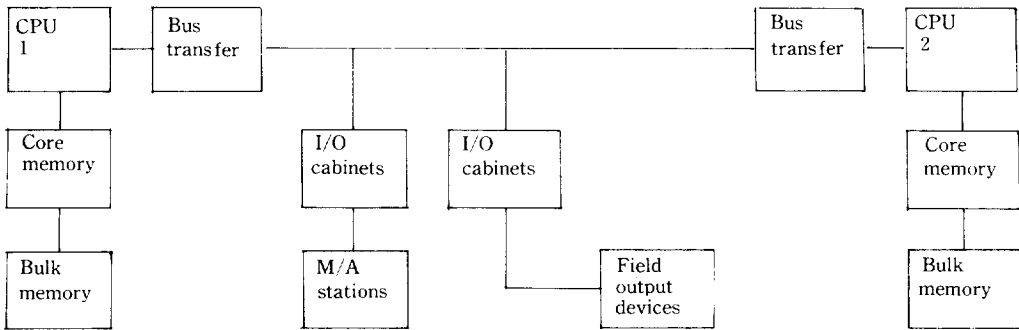 CPU
1
Bus
transfer
Bus
transfer
CPU
2
Core
memory
I/O
cabinets
I/O
cabinets
Core
memory
Bulk
memory
M/A
stations
Field
output
devices
Bulk
memory